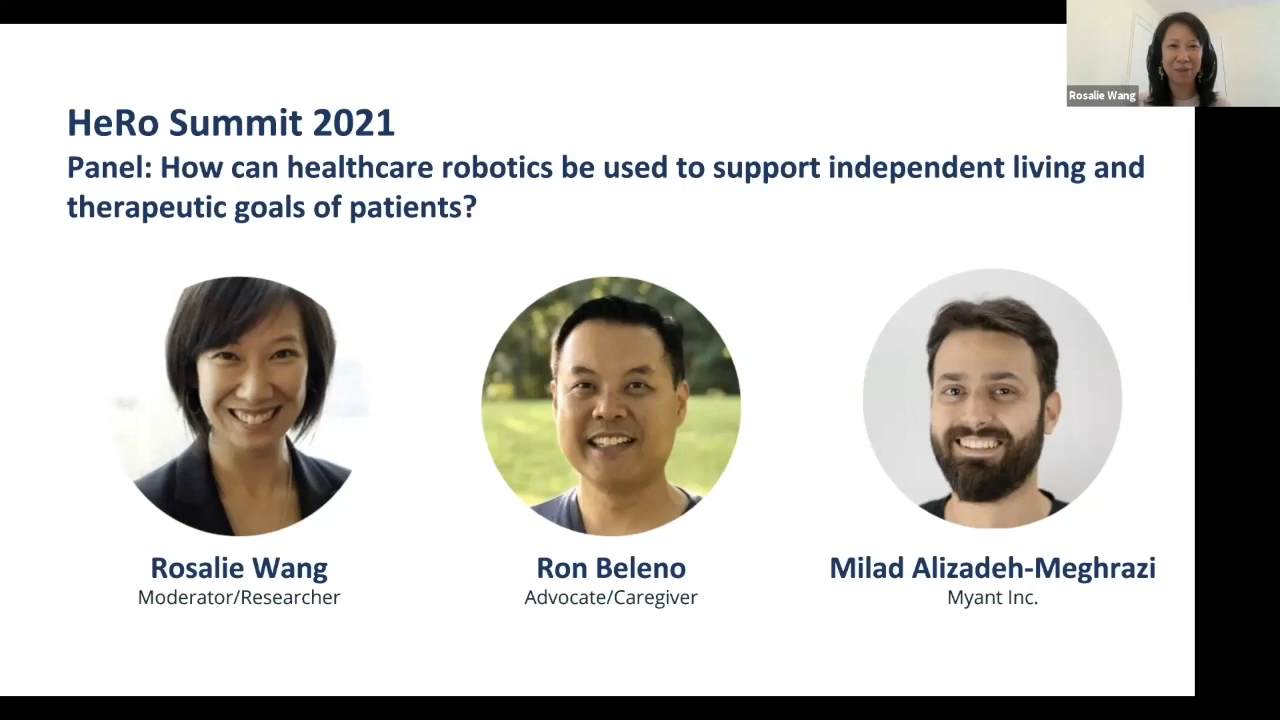 Rosalie Wang
HeRo Summit 2021
Panel: How can healthcare robotics be used to support independent living and
therapeutic goals of patients?
Rosalie Wang
Moderator/Researcher
Ron Beleno
Advocate/Caregiver
Milad Alizadeh-Meghrazi
Myant Inc.